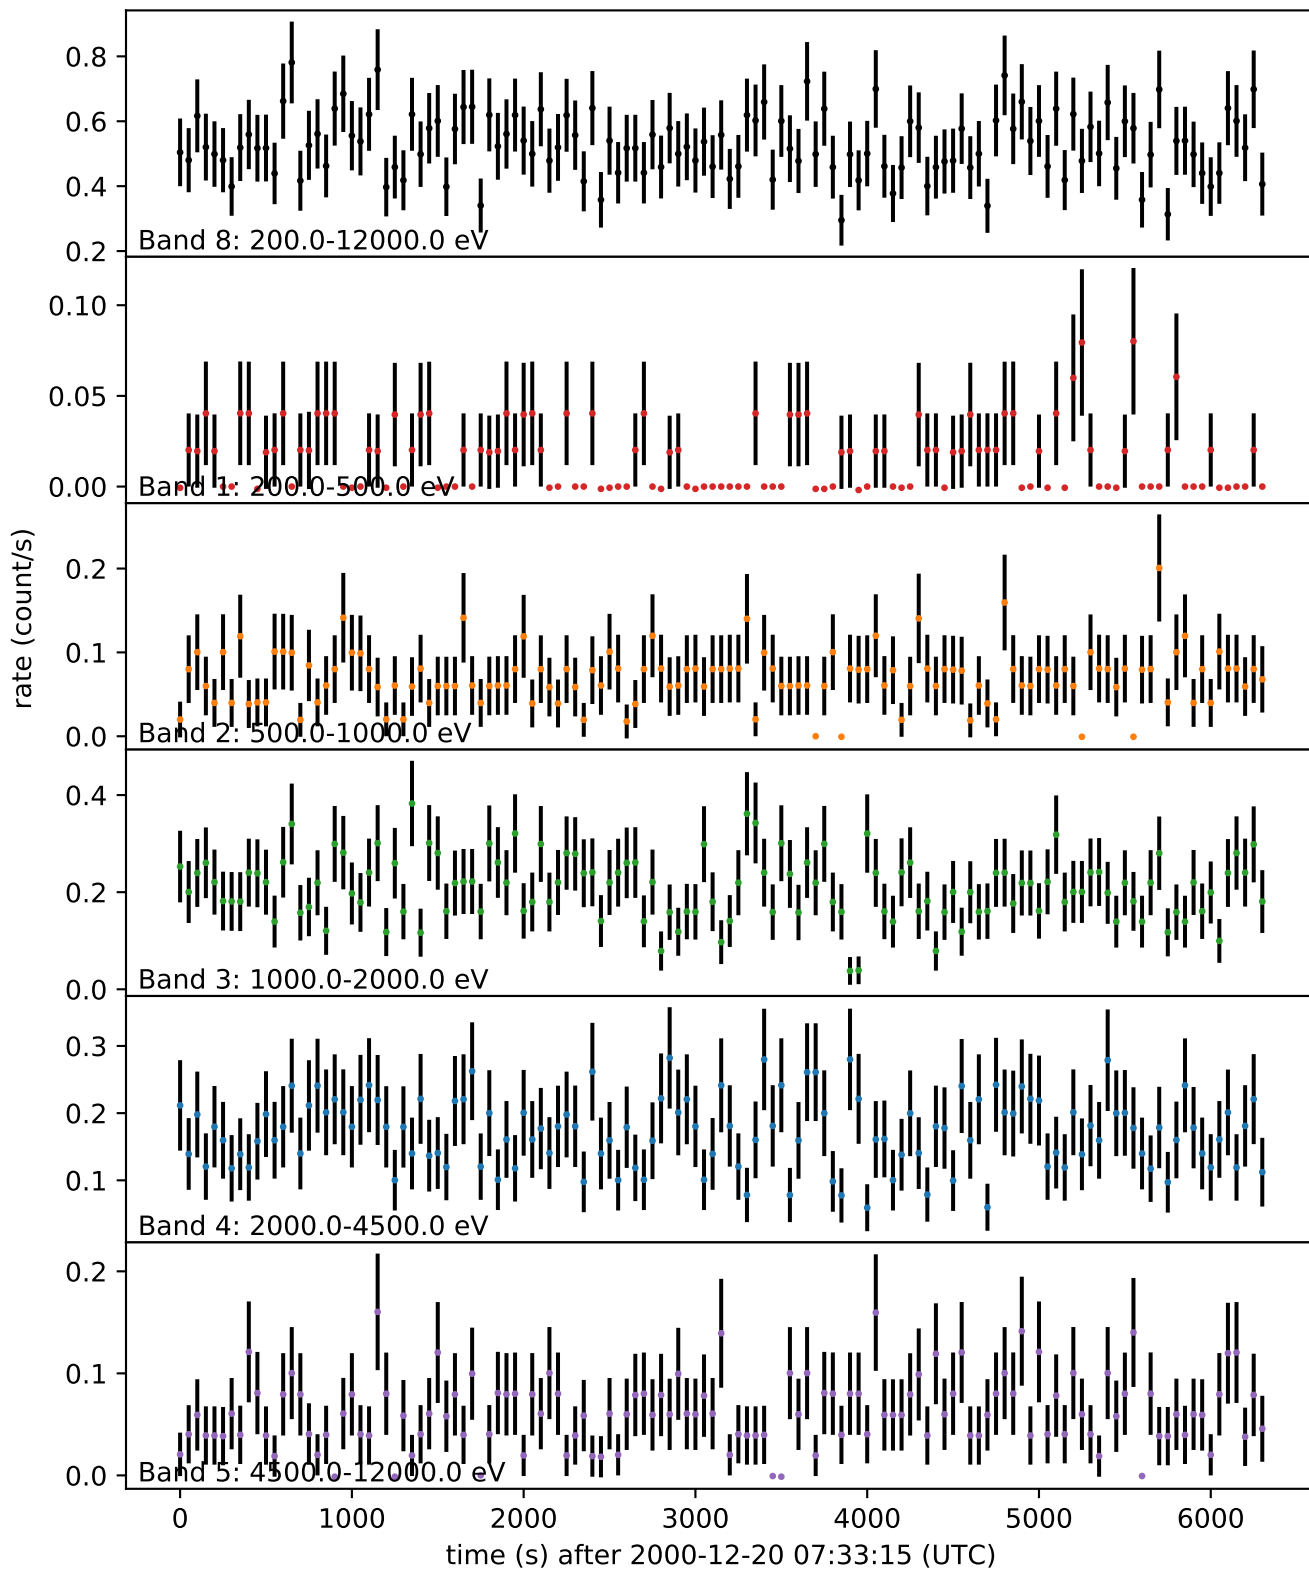 0.8
0.6
0.4
0.2
Band 8: 200.0-12000.0 eV
0.10
0.05
0.00
Band 1: 200.0-500.0 eV
rate (count/s)
0.2
0.1
0.0
Band 2: 500.0-1000.0 eV
0.4
0.2
0.0
Band 3: 1000.0-2000.0 eV
0.3
0.2
0.1
Band 4: 2000.0-4500.0 eV
0.2
0.1
0.0
Band 5: 4500.0-12000.0 eV
0 1000 2000 3000 4000 5000 6000
time (s) after 2000-12-20 07:33:15 (UTC)